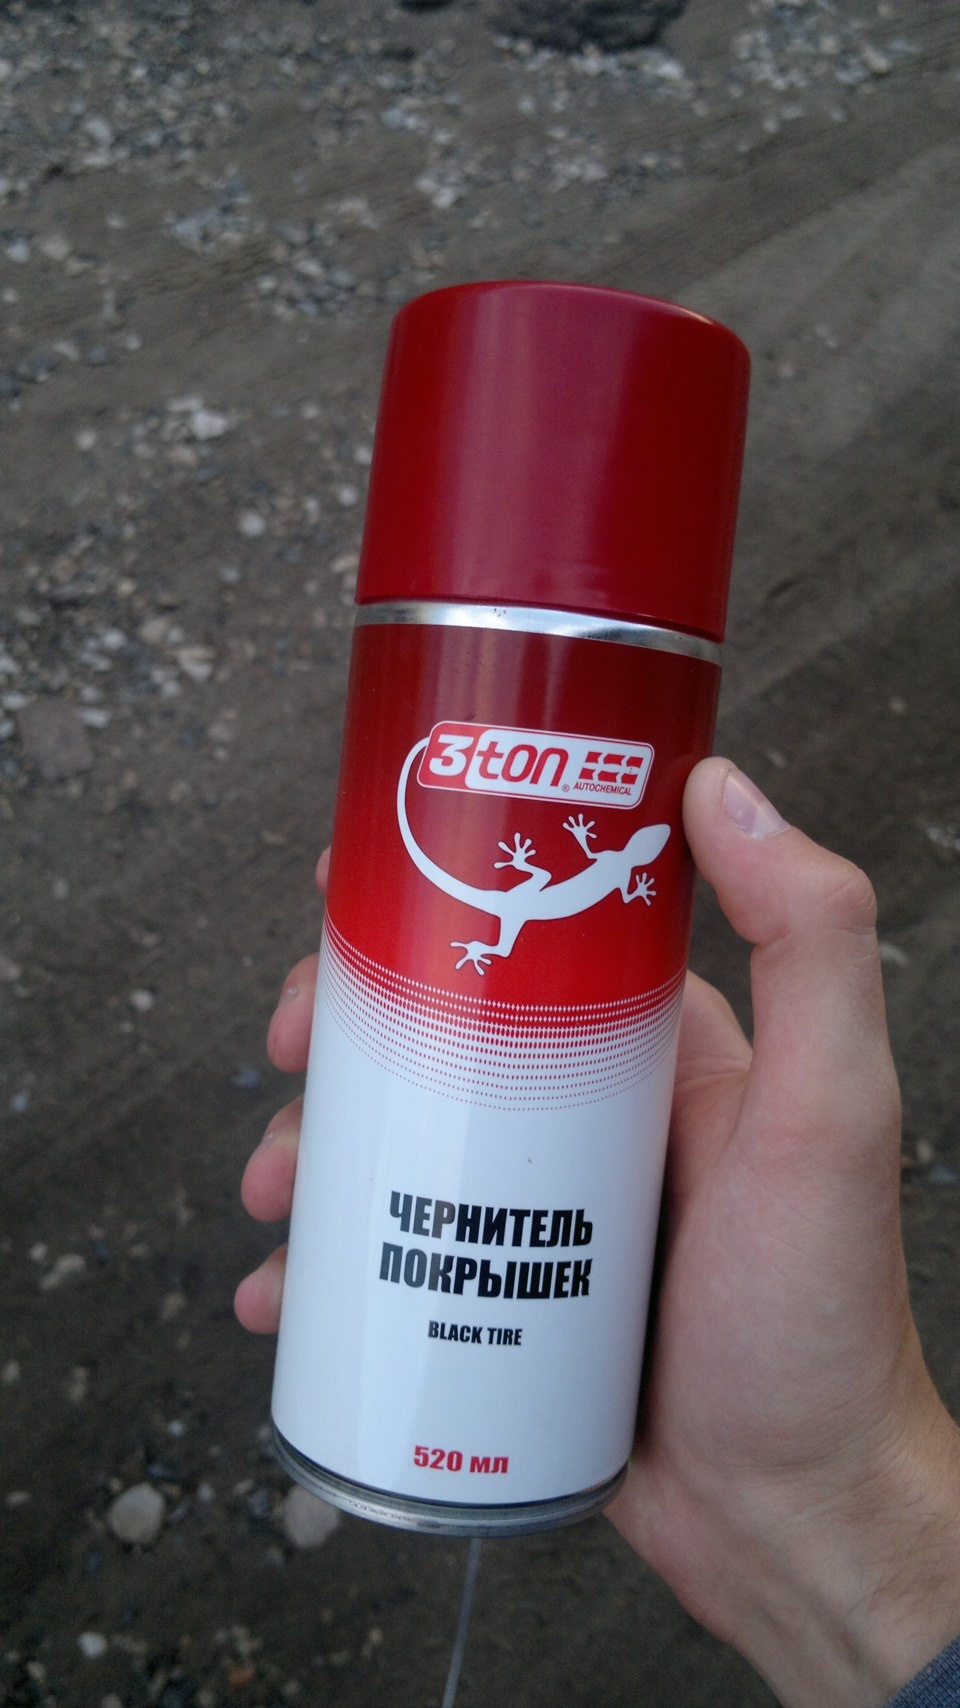 3ton®
AUTOCHEMICAL
ЧЕРНИТЕЛЬ
ПОКРЫШЕК
BLACK TIRE
520 мл